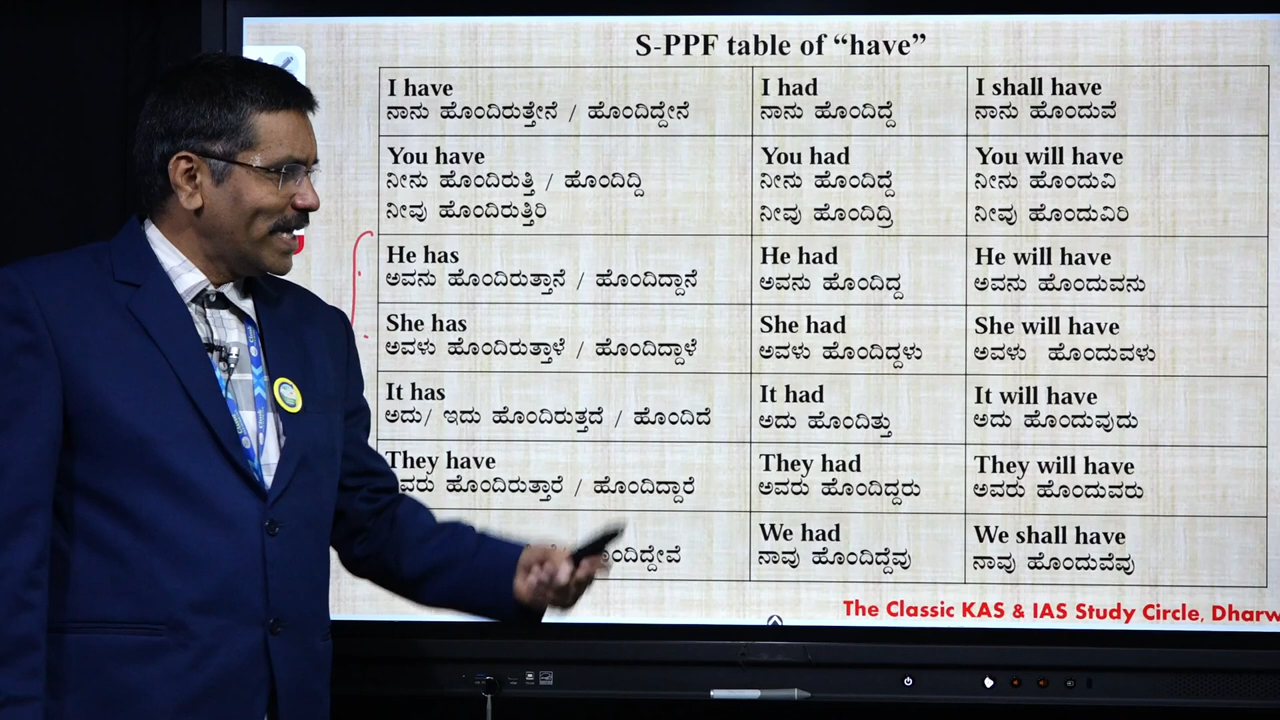 S-PPF table of “have”
I have
ನಾನು ಹೊಂದಿರುತ್ತೇನೆ / ಹೊಂದಿದ್ದೇನೆ
I had
ನಾನು ಹೊಂದಿದ್ದೆ
I shall have
ನಾನು ಹೊಂದುವೆ
You have
ನೀನು ಹೊಂದಿರುತ್ತಿ / ಹೊಂದಿದ್ದಿ
ನೀವು ಹೊಂದಿರುತ್ತಿರಿ
You had
ನೀನು ಹೊಂದಿದ್ದೆ
ನೀವು ಹೊಂದಿದ್ರಿ
You will have
ನೀನು ಹೊಂದುವಿ
ನೀವು ಹೊಂದುವಿರಿ
He has
ಅವನು ಹೊಂದಿರುತ್ತಾನೆ / ಹೊಂದಿದ್ದಾನೆ
He had
ಅವನು ಹೊಂದಿದ್ದ
He will have
ಅವನು ಹೊಂದುವನು
She has
ಅವಳು ಹೊಂದಿರುತ್ತಾಳೆ / ಹೊಂದಿದ್ದಾಳೆ
She had
ಅವಳು ಹೊಂದಿದ್ದಳು
She will have
ಅವಳು ಹೊಂದುವಳು
It has
ಅದು/ ಇದು ಹೊಂದಿರುತ್ತದೆ / ಹೊಂದಿದೆ
It had
ಅದು ಹೊಂದಿತ್ತು
It will have
ಅದು ಹೊಂದುವುದು
They have
ಅವರು ಹೊಂದಿರುತ್ತಾರೆ / ಹೊಂದಿದ್ದಾರೆ
They had
ಅವರು ಹೊಂದಿದ್ದರು
They will have
ಅವರು ಹೊಂದುವರು
We had
ನಾವು ಹೊಂದಿದ್ದೆವು
We shall have
ನಾವು ಹೊಂದುವೆವು
The Classic KAS & IAS Study Circle, Dharw